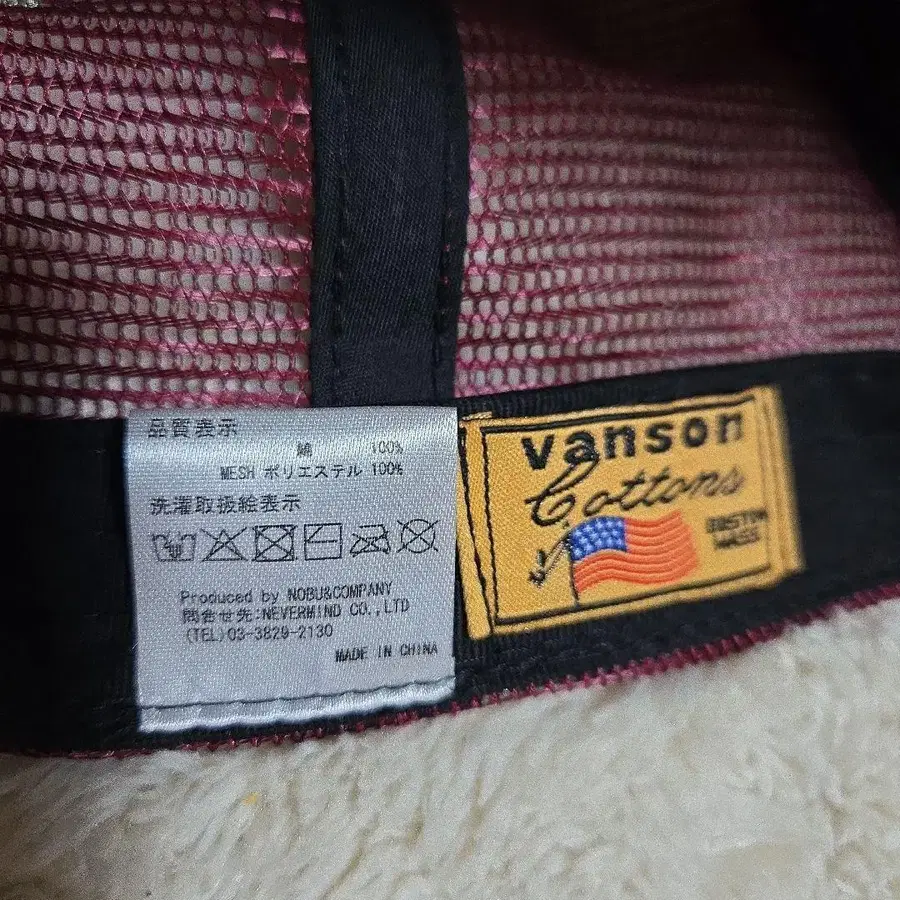 品質表示
綿 100%
MESH ポリエステル 100%
洗濯取扱絵表示
Produced by NOBU&COMPANY
問合せ先:NEVERMIND CO.,LTD
(TEL)03-3829-2130
MADE IN CHINA
vanson
Cottons
BOSTON
MASS